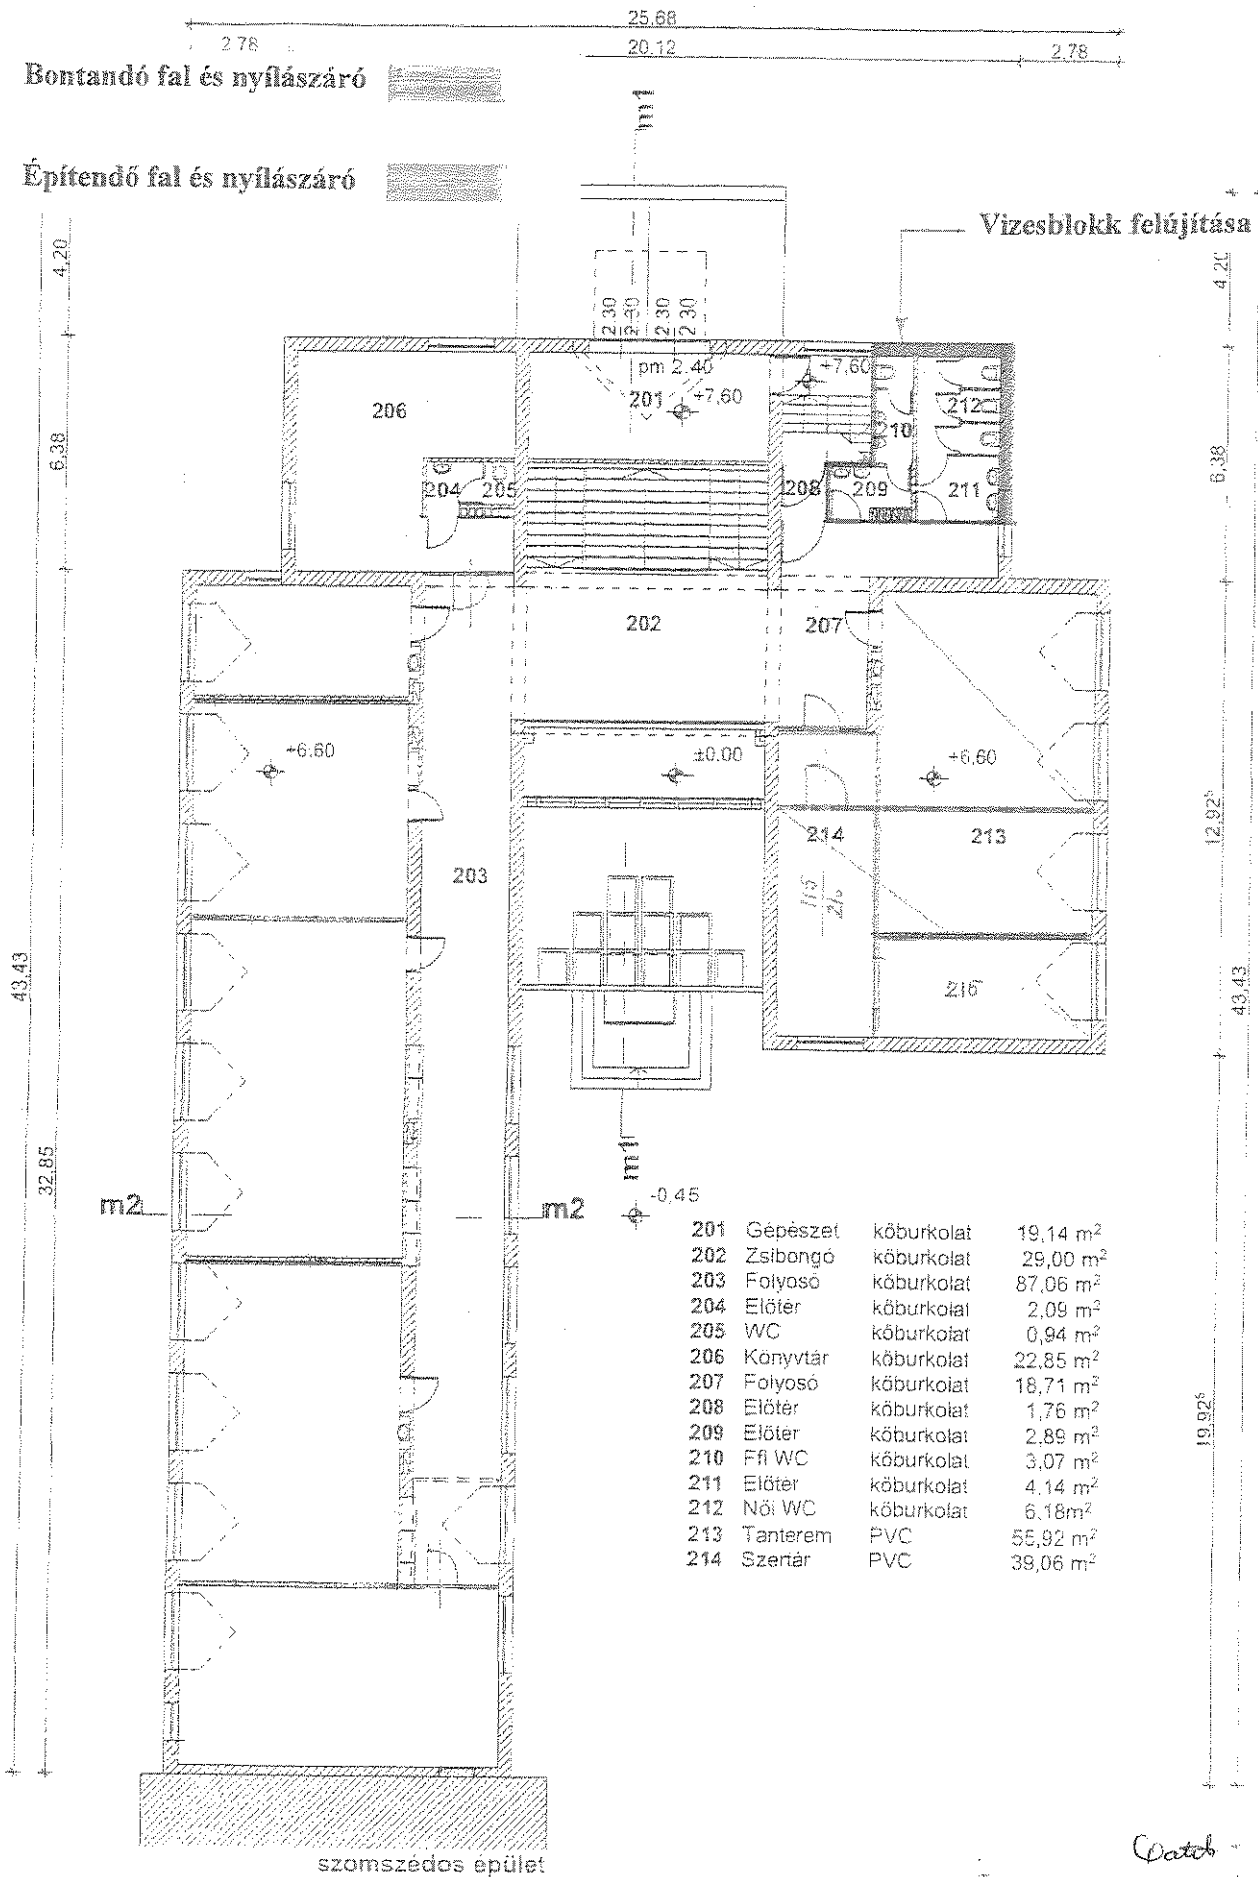 25,68
2.78
20.12
2,78
Bontandó fal és nyílászáró
m1
Építendő fal és nyílászáró
Vizesblokk felújítása
4,20
4,20
2.30
2.30
2.30
2.30
pm 2.40
+7,60
206
201
+7,60
212
210
6,38
6,38
204
205
208
209
211
202
207
+6.60
±0.00
+6,60
214
213
12.92⁵
203
216
43,43
43,43
32.85
m2
m2
m1
-0,45
201 Gépészet kőburkolat 19,14 m²
202 Zsibongó kőburkolat 29,00 m²
203 Folyosó kőburkolat 87,06 m²
204 Előtér kőburkolat 2,09 m²
205 WC kőburkolat 0,94 m²
206 Könyvtár kőburkolat 22,85 m²
207 Folyosó kőburkolat 18,71 m²
208 Előtér kőburkolat 1,76 m²
209 Előtér kőburkolat 2,89 m²
210 Ffi WC kőburkolat 3,07 m²
211 Előtér kőburkolat 4,14 m²
212 Női WC kőburkolat 6,18m²
213 Tanterem PVC 55,92 m²
214 Szertár PVC 39,06 m²
19,92⁵
szomszédos épület